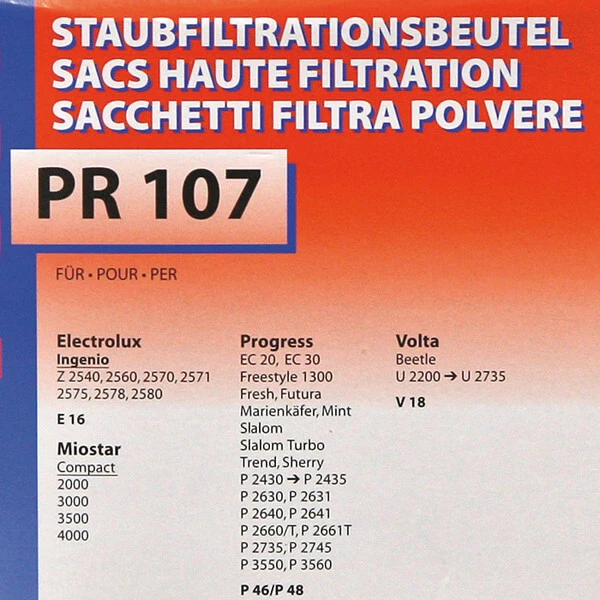 STAUBFILTRATIONSBEUTEL
SACS HAUTE FILTRATION
SACCHETTI FILTRA POLVERE
PR 107
FÜR • POUR • PER
Electrolux
Ingenio
Z 2540, 2560, 2570, 2571
2575, 2578, 2580
E 16
Miostar
Compact
2000
3000
3500
4000
Progress
EC 20, EC 30
Freestyle 1300
Fresh, Futura
Marienkäfer, Mint
Slalom
Slalom Turbo
Trend, Sherry
P 2430 ➔ P 2435
P 2630, P 2631
P 2640, P 2641
P 2660/T, P 2661T
P 2735, P 2745
P 3550, P 3560
P 46/P 48
Volta
Beetle
U 2200 ➔ U 2735
V 18